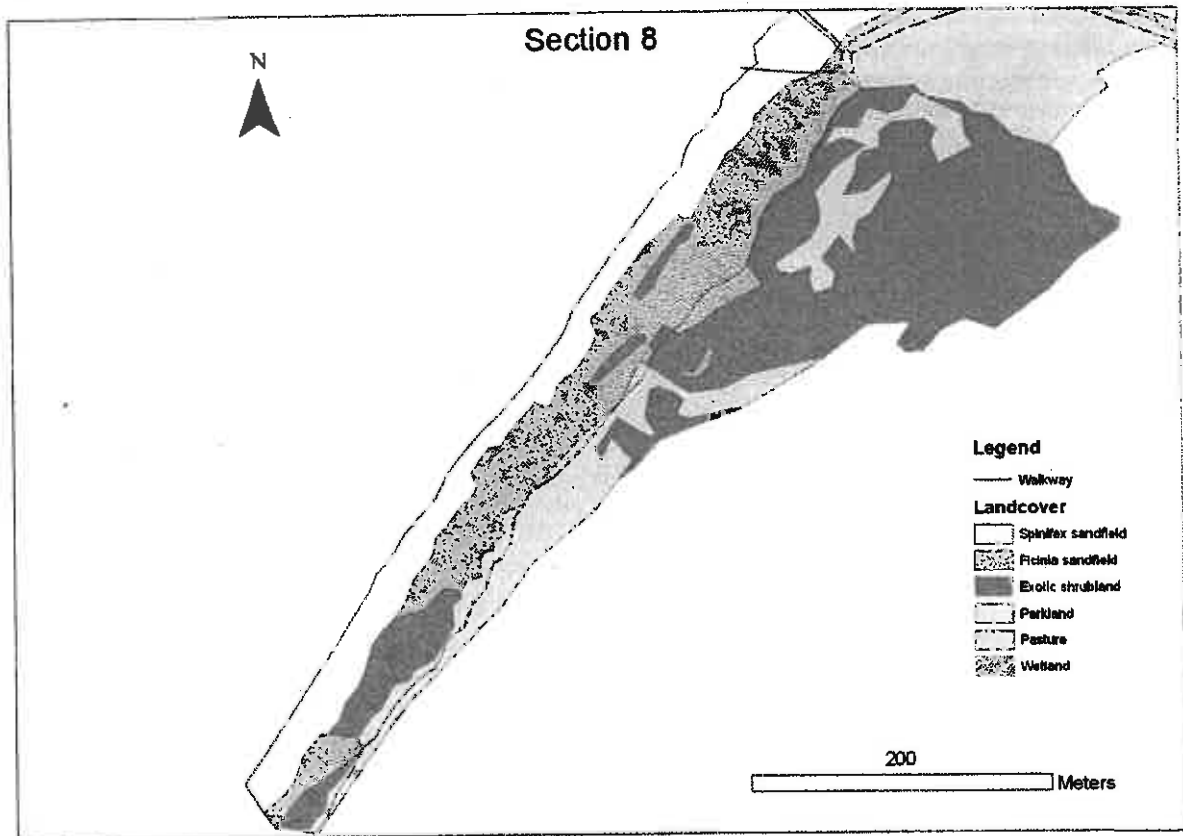 Section 8
N
Legend
Walkway
Landcover
Spinifex sandfield
Ficinia sandfield
Exotic shrubland
Parkland
Pasture
Wetland
200
Meters